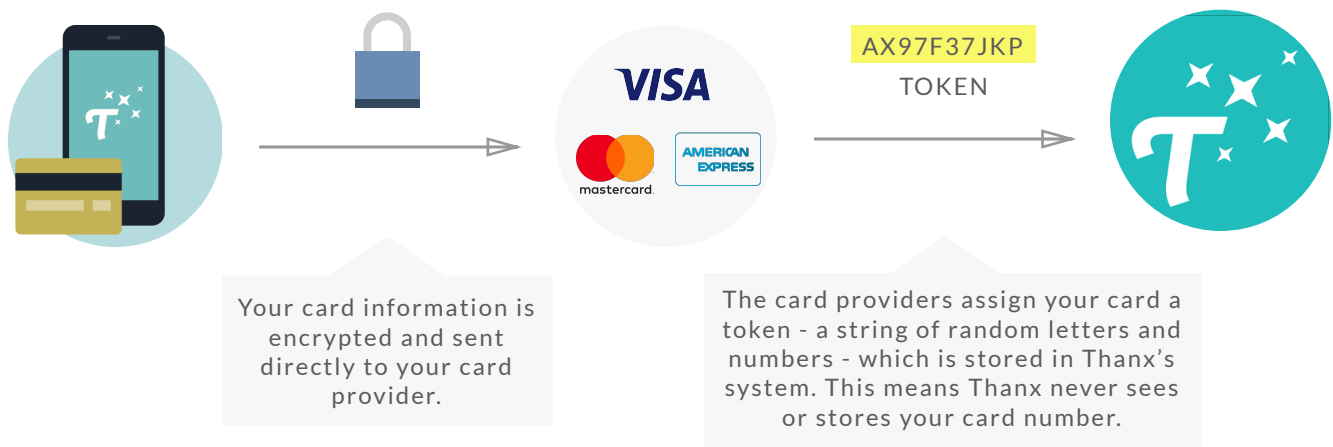 VISA
mastercard.
AMERICAN
EXPRESS
AX97F37JKP
TOKEN
T
T
Your card information is
encrypted and sent
directly to your card
provider.
The card providers assign your card a
token - a string of random letters and
numbers - which is stored in Thanx’s
system. This means Thanx never sees
or stores your card number.